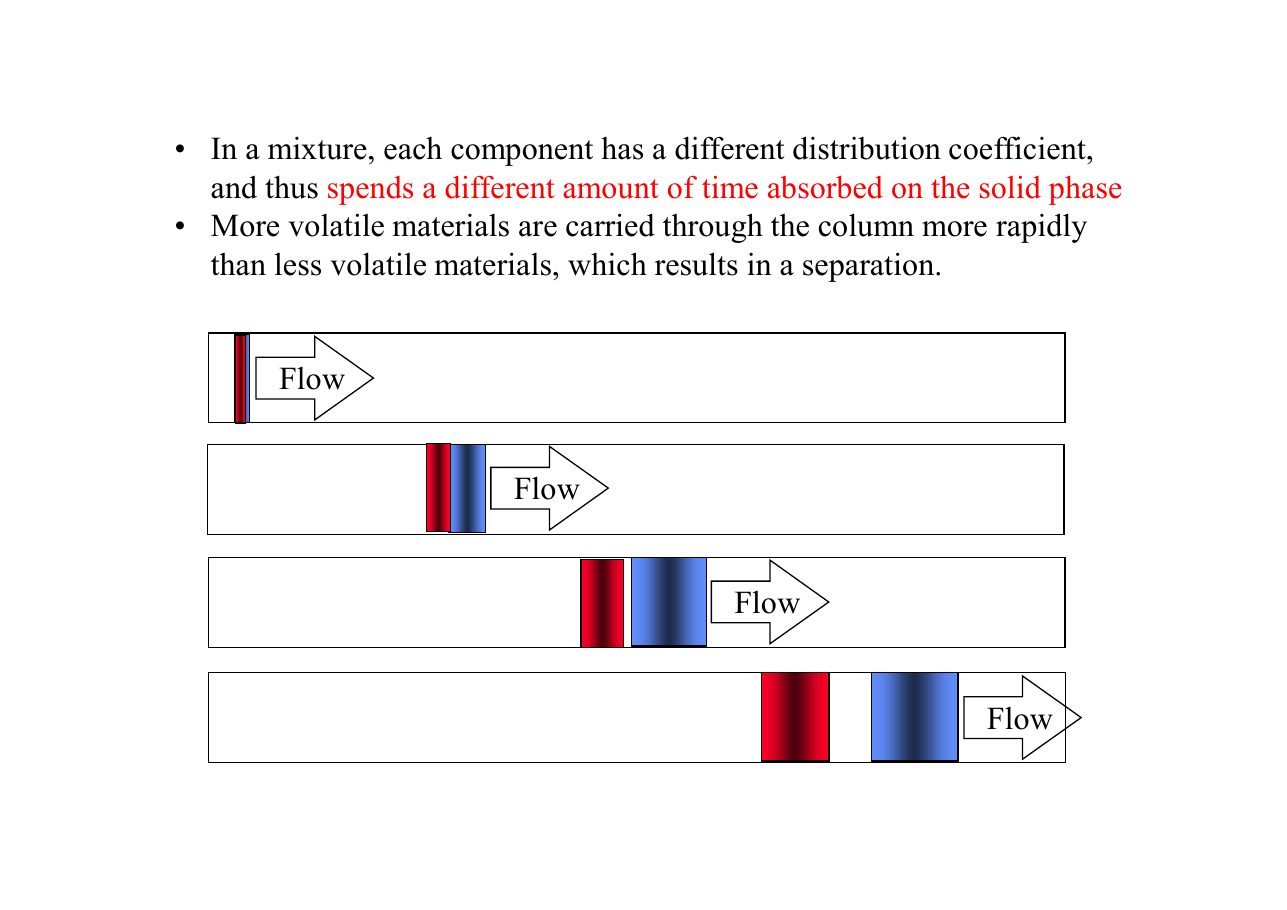 • In a mixture, each component has a different distribution coefficient,
and thus spends a different amount of time absorbed on the solid phase
• More volatile materials are carried through the column more rapidly
than less volatile materials, which results in a separation.
Flow
Flow
Flow
Flow